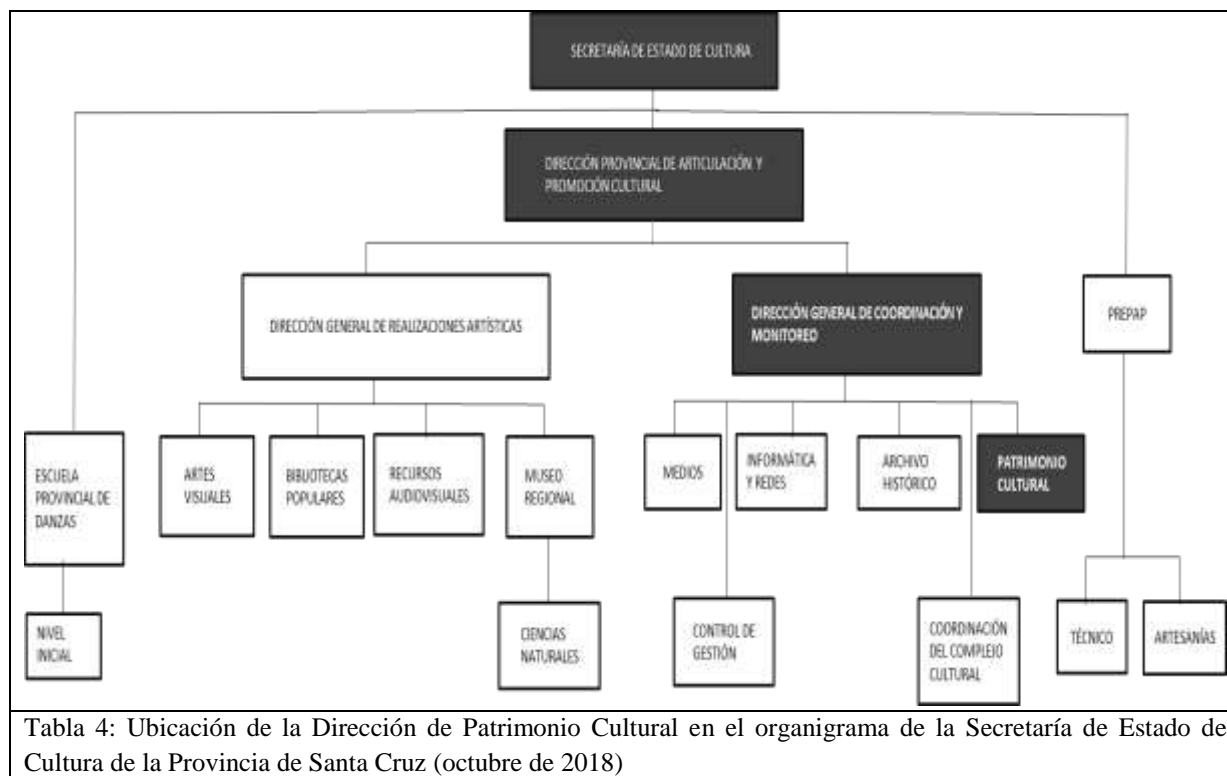 SECRETARÍA DE ESTADO DE CULTURA
DIRECCIÓN PROVINCIAL DE ARTICULACIÓN Y
PROMOCIÓN CULTURAL
DIRECCIÓN GENERAL DE REALIZACIONES ARTÍSTICAS
DIRECCIÓN GENERAL DE COORDINACIÓN Y
MONITOREO
PREPAP
ESCUELA
PROVINCIAL DE
DANZAS
ARTES
VISUALES
BIBLIOTECAS
POPULARES
RECURSOS
AUDIOVISUALES
MUSEO
REGIONAL
MEDIOS
INFORMÁTICA
Y REDES
ARCHIVO
HISTÓRICO
PATRIMONIO
CULTURAL
NIVEL
INICIAL
CIENCIAS
NATURALES
CONTROL DE
GESTIÓN
COORDINACIÓN
DEL COMPLEJO
CULTURAL
TÉCNICO
ARTESANÍAS
Tabla 4: Ubicación de la Dirección de Patrimonio Cultural en el organigrama de la Secretaría de Estado de
Cultura de la Provincia de Santa Cruz (octubre de 2018)